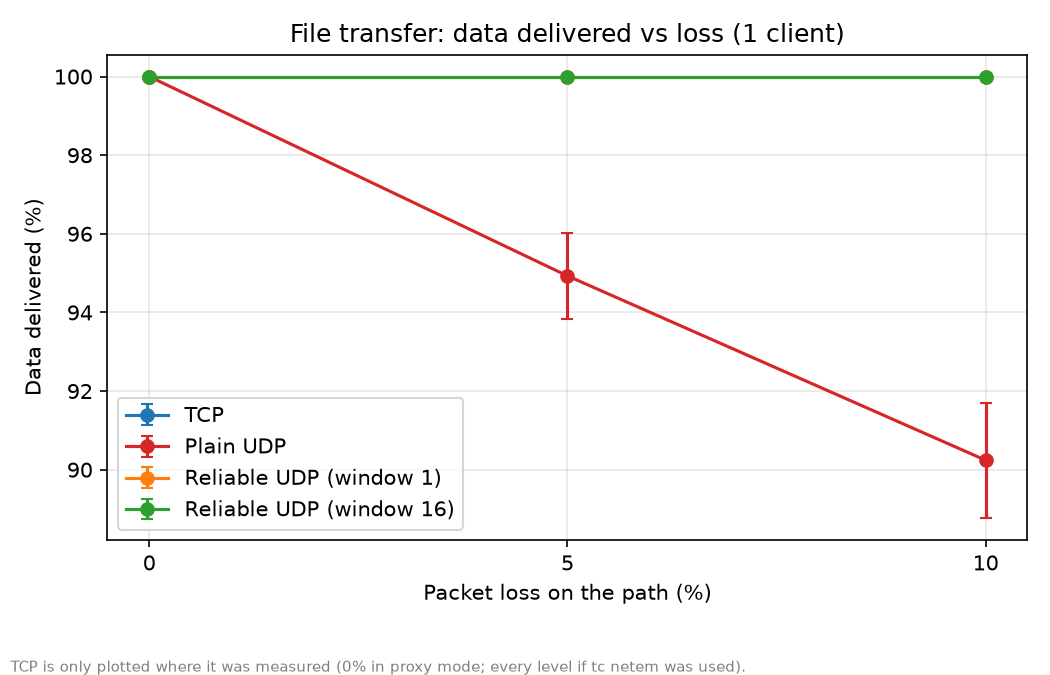 File transfer: data delivered vs loss (1 client)
Data delivered (%)
100
98
96
94
92
90
TCP
Plain UDP
Reliable UDP (window 1)
Reliable UDP (window 16)
0
5
10
Packet loss on the path (%)
TCP is only plotted where it was measured (0% in proxy mode; every level if tc netem was used).